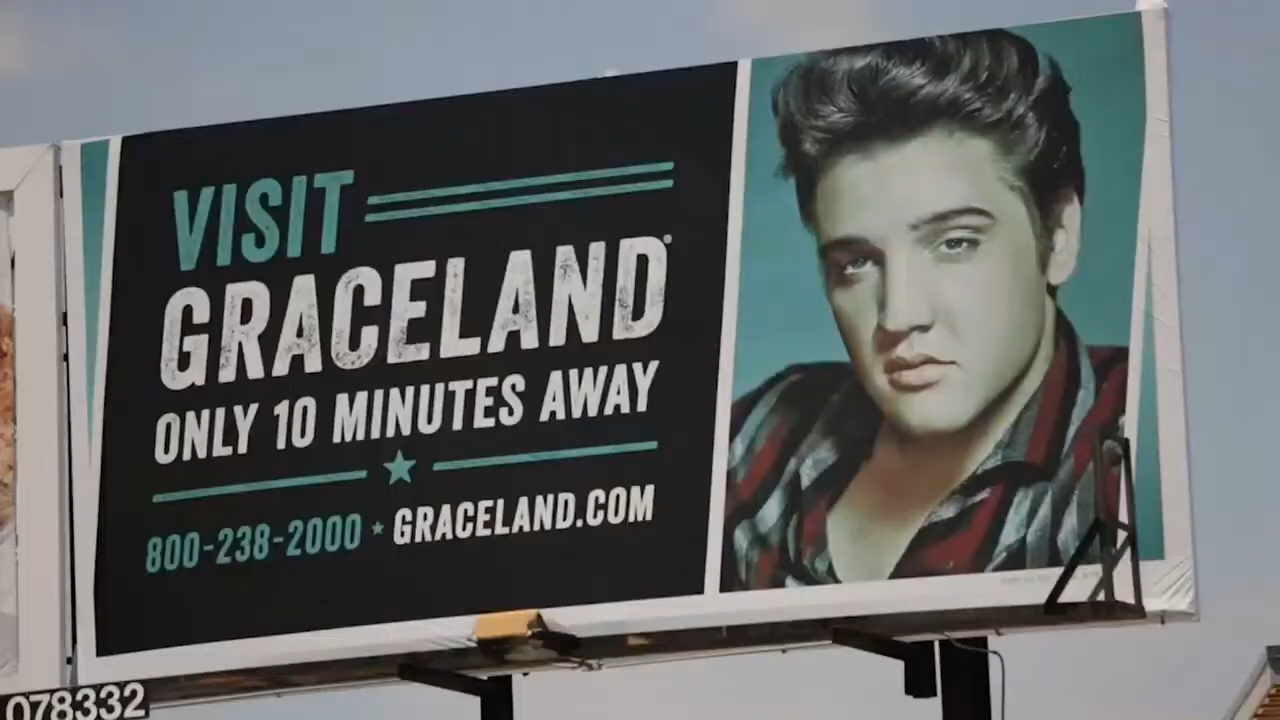 VISIT
GRACELAND®
ONLY 10 MINUTES AWAY
800-238-2000 ★ GRACELAND.COM
078332